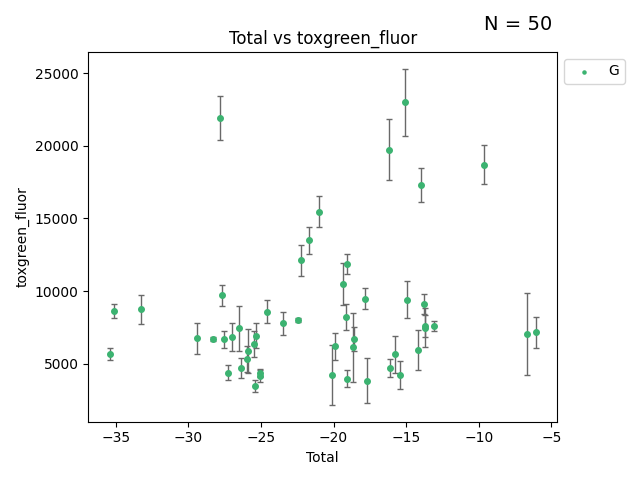 N = 50
Total vs toxgreen_fluor
G
25000
20000
15000
10000
5000
toxgreen_fluor
−35 −30 −25 −20 −15 −10 −5
Total